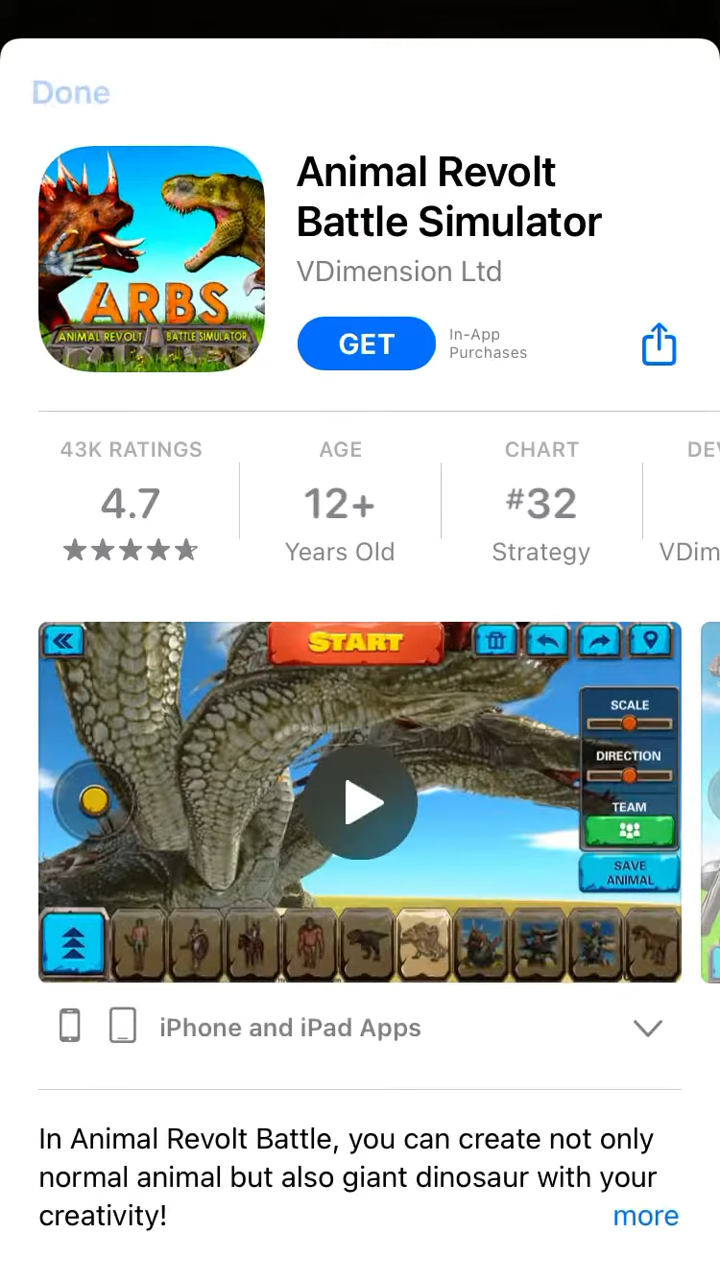 Done
ARBS
ANIMAL REVOLT BATTLE SIMULATOR
Animal Revolt
Battle Simulator
VDimension Ltd
GET
In-App
Purchases
43K RATINGS
4.7
AGE
12+
Years Old
CHART
#32
Strategy
DEV
VDim
START
SCALE
DIRECTION
TEAM
SAVE
ANIMAL
iPhone and iPad Apps
In Animal Revolt Battle, you can create not only
normal animal but also giant dinosaur with your
creativity!
more